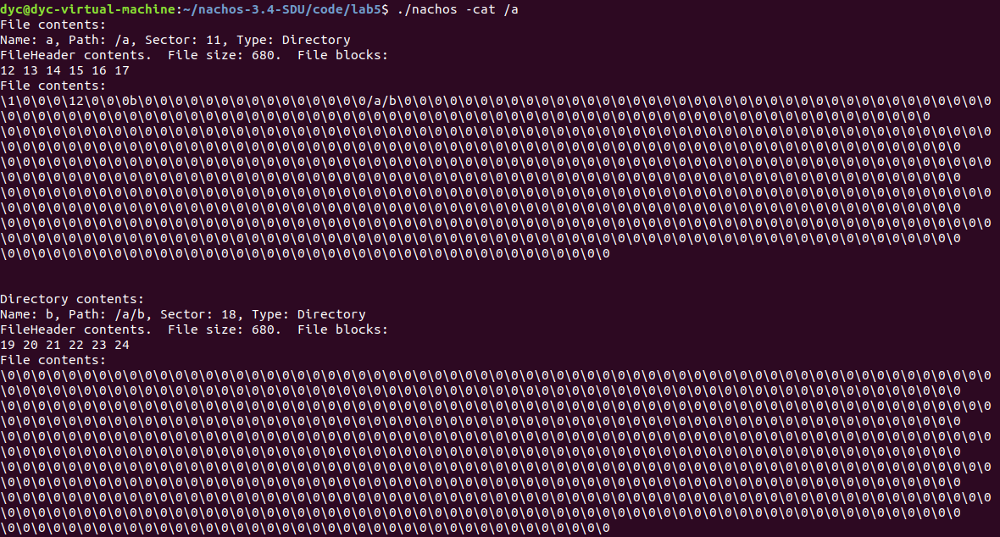 dyc@dyc-virtual-machine:~/nachos-3.4-SDU/code/lab5$ ./nachos -cat /a
File contents:
Name: a, Path: /a, Sector: 11, Type: Directory
FileHeader contents.  File size: 680.  File blocks:
12 13 14 15 16 17
File contents:
\1\0\0\0\12\0\0\0b\0\0\0\0\0\0\0\0\0\0\0\0\0\0\0/a/b\0\0\0\0\0\0\0\0\0\0\0\0\0\0\0\0\0\0\0\0\0\0\0\0\0\0\0\0\0\0\0\0\0\0\0\0\0\0\0
\0\0\0\0\0\0\0\0\0\0\0\0\0\0\0\0\0\0\0\0\0\0\0\0\0\0\0\0\0\0\0\0\0\0\0\0\0\0\0\0\0\0\0\0\0\0\0\0\0\0\0\0\0\0\0\0\0\0\0\0\0
\0\0\0\0\0\0\0\0\0\0\0\0\0\0\0\0\0\0\0\0\0\0\0\0\0\0\0\0\0\0\0\0\0\0\0\0\0\0\0\0\0\0\0\0\0\0\0\0\0\0\0\0\0\0\0\0\0\0\0\0\0\0\0\0\0
\0\0\0\0\0\0\0\0\0\0\0\0\0\0\0\0\0\0\0\0\0\0\0\0\0\0\0\0\0\0\0\0\0\0\0\0\0\0\0\0\0\0\0\0\0\0\0\0\0\0\0\0\0\0\0\0\0\0\0\0\0\0\0
\0\0\0\0\0\0\0\0\0\0\0\0\0\0\0\0\0\0\0\0\0\0\0\0\0\0\0\0\0\0\0\0\0\0\0\0\0\0\0\0\0\0\0\0\0\0\0\0\0\0\0\0\0\0\0\0\0\0\0\0\0\0\0\0\0
\0\0\0\0\0\0\0\0\0\0\0\0\0\0\0\0\0\0\0\0\0\0\0\0\0\0\0\0\0\0\0\0\0\0\0\0\0\0\0\0\0\0\0\0\0\0\0\0\0\0\0\0\0\0\0\0\0\0\0\0\0\0\0
\0\0\0\0\0\0\0\0\0\0\0\0\0\0\0\0\0\0\0\0\0\0\0\0\0\0\0\0\0\0\0\0\0\0\0\0\0\0\0\0\0\0\0\0\0\0\0\0\0\0\0\0\0\0\0\0\0\0\0\0\0\0\0\0\0
\0\0\0\0\0\0\0\0\0\0\0\0\0\0\0\0\0\0\0\0\0\0\0\0\0\0\0\0\0\0\0\0\0\0\0\0\0\0\0\0\0\0\0\0\0\0\0\0\0\0\0\0\0\0\0\0\0\0\0\0\0\0\0
\0\0\0\0\0\0\0\0\0\0\0\0\0\0\0\0\0\0\0\0\0\0\0\0\0\0\0\0\0\0\0\0\0\0\0\0\0\0\0\0\0\0\0\0\0\0\0\0\0\0\0\0\0\0\0\0\0\0\0\0\0\0\0\0\0
\0\0\0\0\0\0\0\0\0\0\0\0\0\0\0\0\0\0\0\0\0\0\0\0\0\0\0\0\0\0\0\0\0\0\0\0\0\0\0\0\0\0\0\0\0\0\0\0\0\0\0\0\0\0\0\0\0\0\0\0\0\0\0
\0\0\0\0\0\0\0\0\0\0\0\0\0\0\0\0\0\0\0\0\0\0\0\0\0\0\0\0\0\0\0\0\0\0\0\0\0\0\0\0
Directory contents:
Name: b, Path: /a/b, Sector: 18, Type: Directory
FileHeader contents.  File size: 680.  File blocks:
19 20 21 22 23 24
File contents:
\0\0\0\0\0\0\0\0\0\0\0\0\0\0\0\0\0\0\0\0\0\0\0\0\0\0\0\0\0\0\0\0\0\0\0\0\0\0\0\0\0\0\0\0\0\0\0\0\0\0\0\0\0\0\0\0\0\0\0\0\0\0\0\0\0
\0\0\0\0\0\0\0\0\0\0\0\0\0\0\0\0\0\0\0\0\0\0\0\0\0\0\0\0\0\0\0\0\0\0\0\0\0\0\0\0\0\0\0\0\0\0\0\0\0\0\0\0\0\0\0\0\0\0\0\0\0\0\0
\0\0\0\0\0\0\0\0\0\0\0\0\0\0\0\0\0\0\0\0\0\0\0\0\0\0\0\0\0\0\0\0\0\0\0\0\0\0\0\0\0\0\0\0\0\0\0\0\0\0\0\0\0\0\0\0\0\0\0\0\0\0\0\0\0
\0\0\0\0\0\0\0\0\0\0\0\0\0\0\0\0\0\0\0\0\0\0\0\0\0\0\0\0\0\0\0\0\0\0\0\0\0\0\0\0\0\0\0\0\0\0\0\0\0\0\0\0\0\0\0\0\0\0\0\0\0\0\0
\0\0\0\0\0\0\0\0\0\0\0\0\0\0\0\0\0\0\0\0\0\0\0\0\0\0\0\0\0\0\0\0\0\0\0\0\0\0\0\0\0\0\0\0\0\0\0\0\0\0\0\0\0\0\0\0\0\0\0\0\0\0\0\0\0
\0\0\0\0\0\0\0\0\0\0\0\0\0\0\0\0\0\0\0\0\0\0\0\0\0\0\0\0\0\0\0\0\0\0\0\0\0\0\0\0\0\0\0\0\0\0\0\0\0\0\0\0\0\0\0\0\0\0\0\0\0\0\0
\0\0\0\0\0\0\0\0\0\0\0\0\0\0\0\0\0\0\0\0\0\0\0\0\0\0\0\0\0\0\0\0\0\0\0\0\0\0\0\0\0\0\0\0\0\0\0\0\0\0\0\0\0\0\0\0\0\0\0\0\0\0\0\0\0
\0\0\0\0\0\0\0\0\0\0\0\0\0\0\0\0\0\0\0\0\0\0\0\0\0\0\0\0\0\0\0\0\0\0\0\0\0\0\0\0\0\0\0\0\0\0\0\0\0\0\0\0\0\0\0\0\0\0\0\0\0\0\0
\0\0\0\0\0\0\0\0\0\0\0\0\0\0\0\0\0\0\0\0\0\0\0\0\0\0\0\0\0\0\0\0\0\0\0\0\0\0\0\0\0\0\0\0\0\0\0\0\0\0\0\0\0\0\0\0\0\0\0\0\0\0\0\0\0
\0\0\0\0\0\0\0\0\0\0\0\0\0\0\0\0\0\0\0\0\0\0\0\0\0\0\0\0\0\0\0\0\0\0\0\0\0\0\0\0\0\0\0\0\0\0\0\0\0\0\0\0\0\0\0\0\0\0\0\0\0\0\0
\0\0\0\0\0\0\0\0\0\0\0\0\0\0\0\0\0\0\0\0\0\0\0\0\0\0\0\0\0\0\0\0\0\0\0\0\0\0\0\0